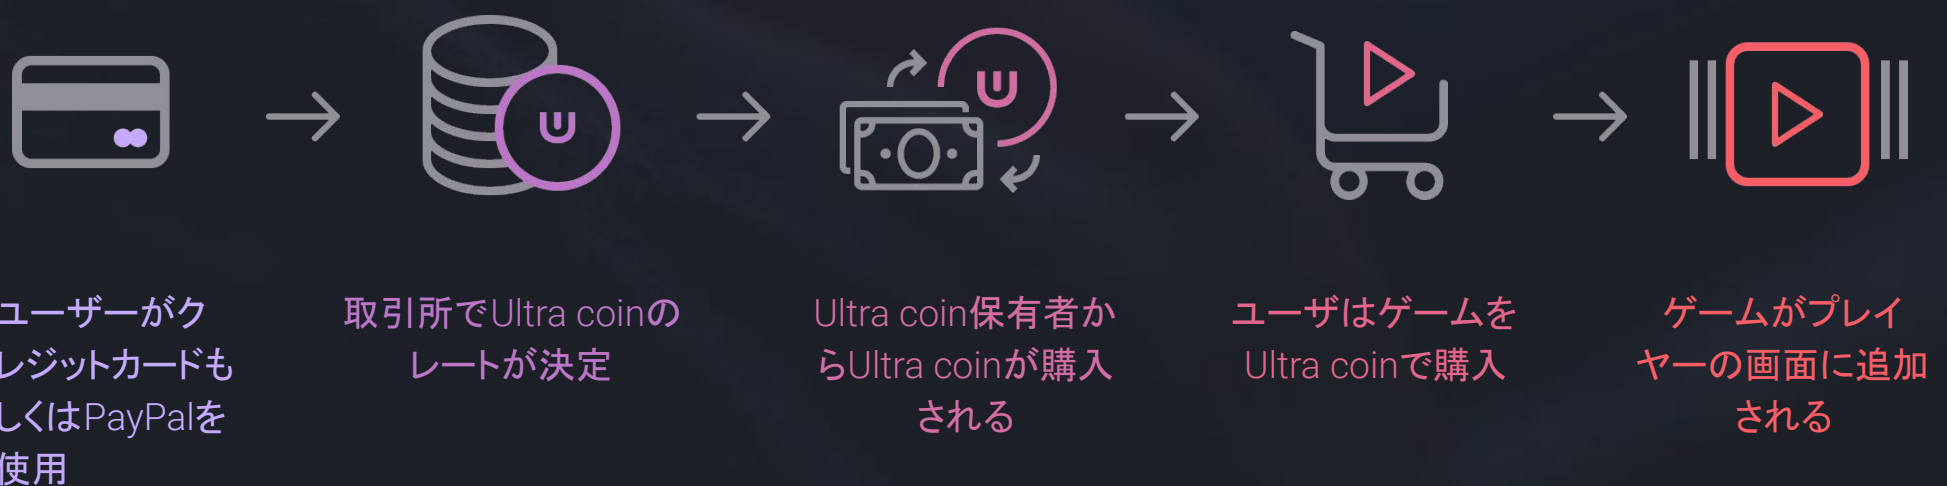 ユーザーがク
レジットカードも
しくはPayPalを
使用
取引所でUltra coinの
レートが決定
Ultra coin保有者か
らUltra coinが購入
される
ユーザはゲームを
Ultra coinで購入
ゲームがプレイ
ヤーの画面に追加
される